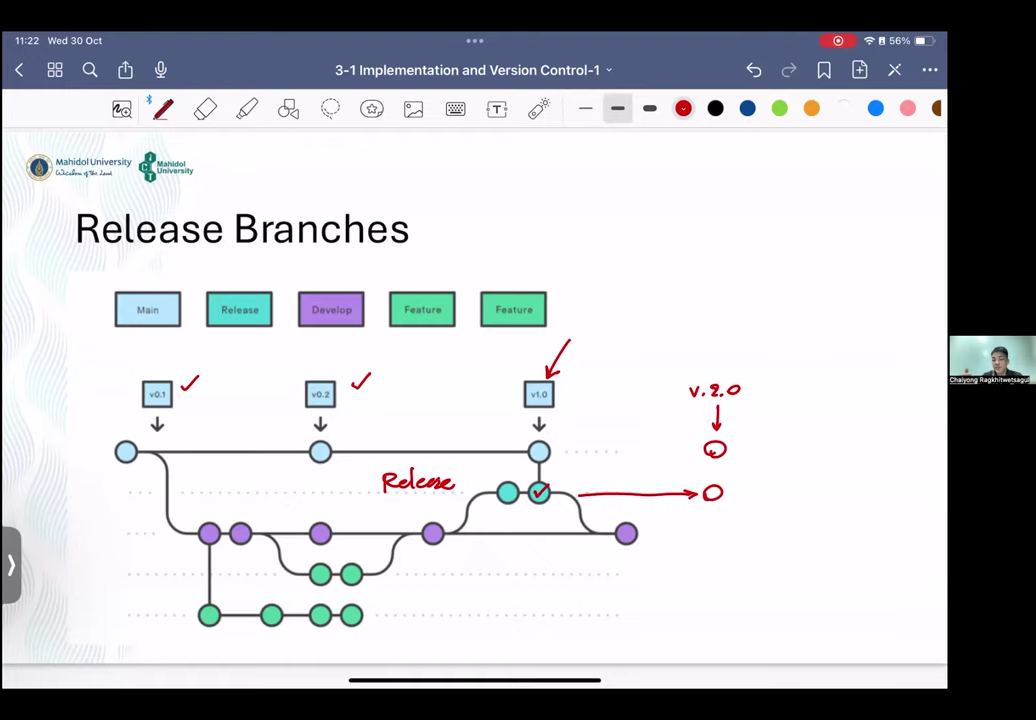 11:22 Wed 30 Oct
56%
3-1 Implementation and Version Control-1
Mahidol University
Wisdom of the Land
Mahidol
University
Release Branches
Main Release Develop Feature Feature
v0.1 v0.2 v1.0
v.2.0
Release
Chaiyong Ragkhitwetsagul